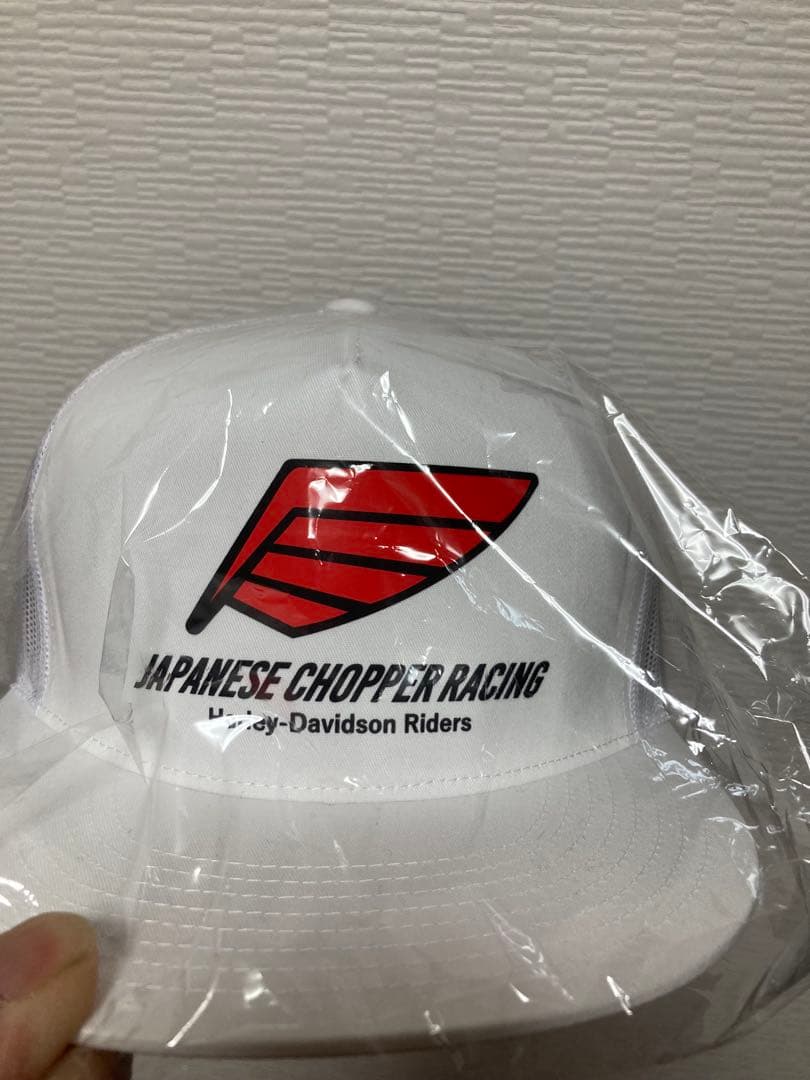 JAPANESE CHOPPER RACING
Harley-Davidson Riders